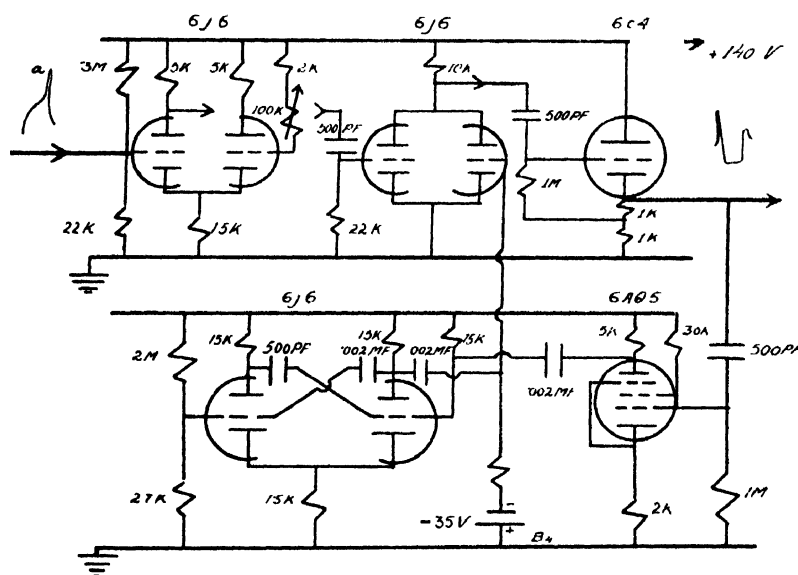 6J6 6J6 6C4
+140 V
a 3M 5K 5K 2K 10K
100K 500PF 500PF
1M
22K 15K 22K 1K
1K
6J6 6AQ5
2M 15K 500PF .002MF 15K .002MF 15K 5K 30K
500PF
.002MF
27K 15K -35V - + 2K 1M
B4